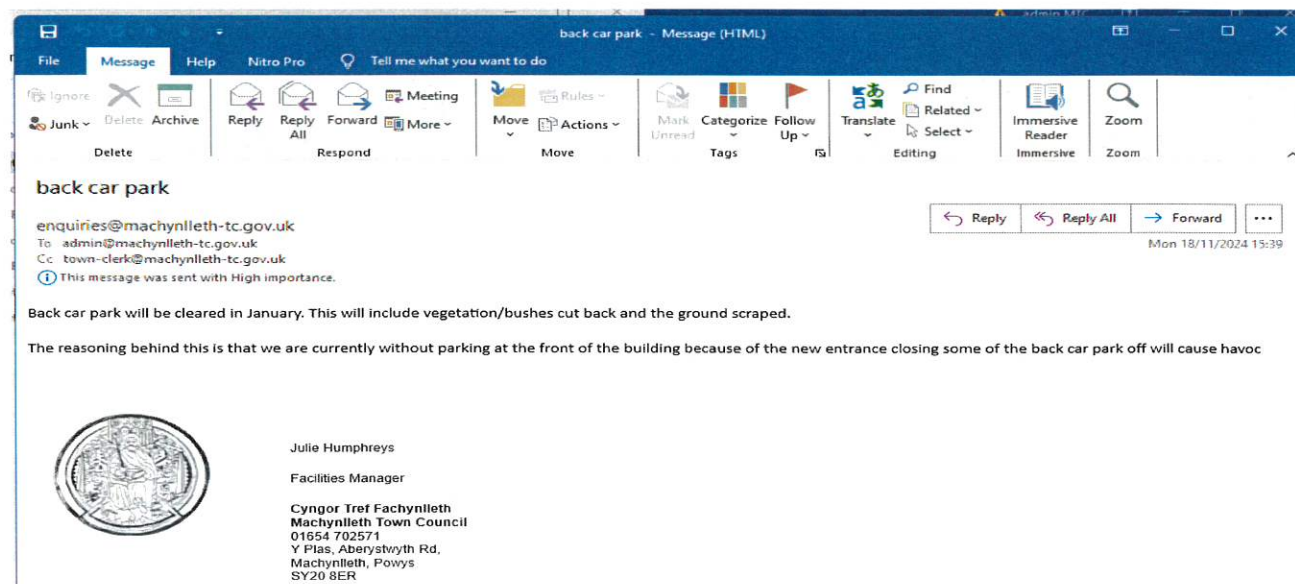 admin MTC
back car park - Message (HTML)
File Message Help Nitro Pro Tell me what you want to do
Ignore Junk Delete Archive Reply Reply All Forward Meeting More Move Rules Actions Mark Unread Categorize Follow Up Translate Find Related Select Immersive Reader Zoom
Delete Respond Move Tags Editing Immersive Zoom
back car park
enquiries@machynlleth-tc.gov.uk
Reply Reply All Forward ...
To admin@machynlleth-tc.gov.uk
Mon 18/11/2024 15:39
Cc town-clerk@machynlleth-tc.gov.uk
This message was sent with High importance.
Back car park will be cleared in January. This will include vegetation/bushes cut back and the ground scraped.
The reasoning behind this is that we are currently without parking at the front of the building because of the new entrance closing some of the back car park off will cause havoc
Julie Humphreys
Facilities Manager
Cyngor Tref Fachynlleth
Machynlleth Town Council
01654 702571
Y Plas, Aberystwyth Rd,
Machynlleth, Powys
SY20 8ER